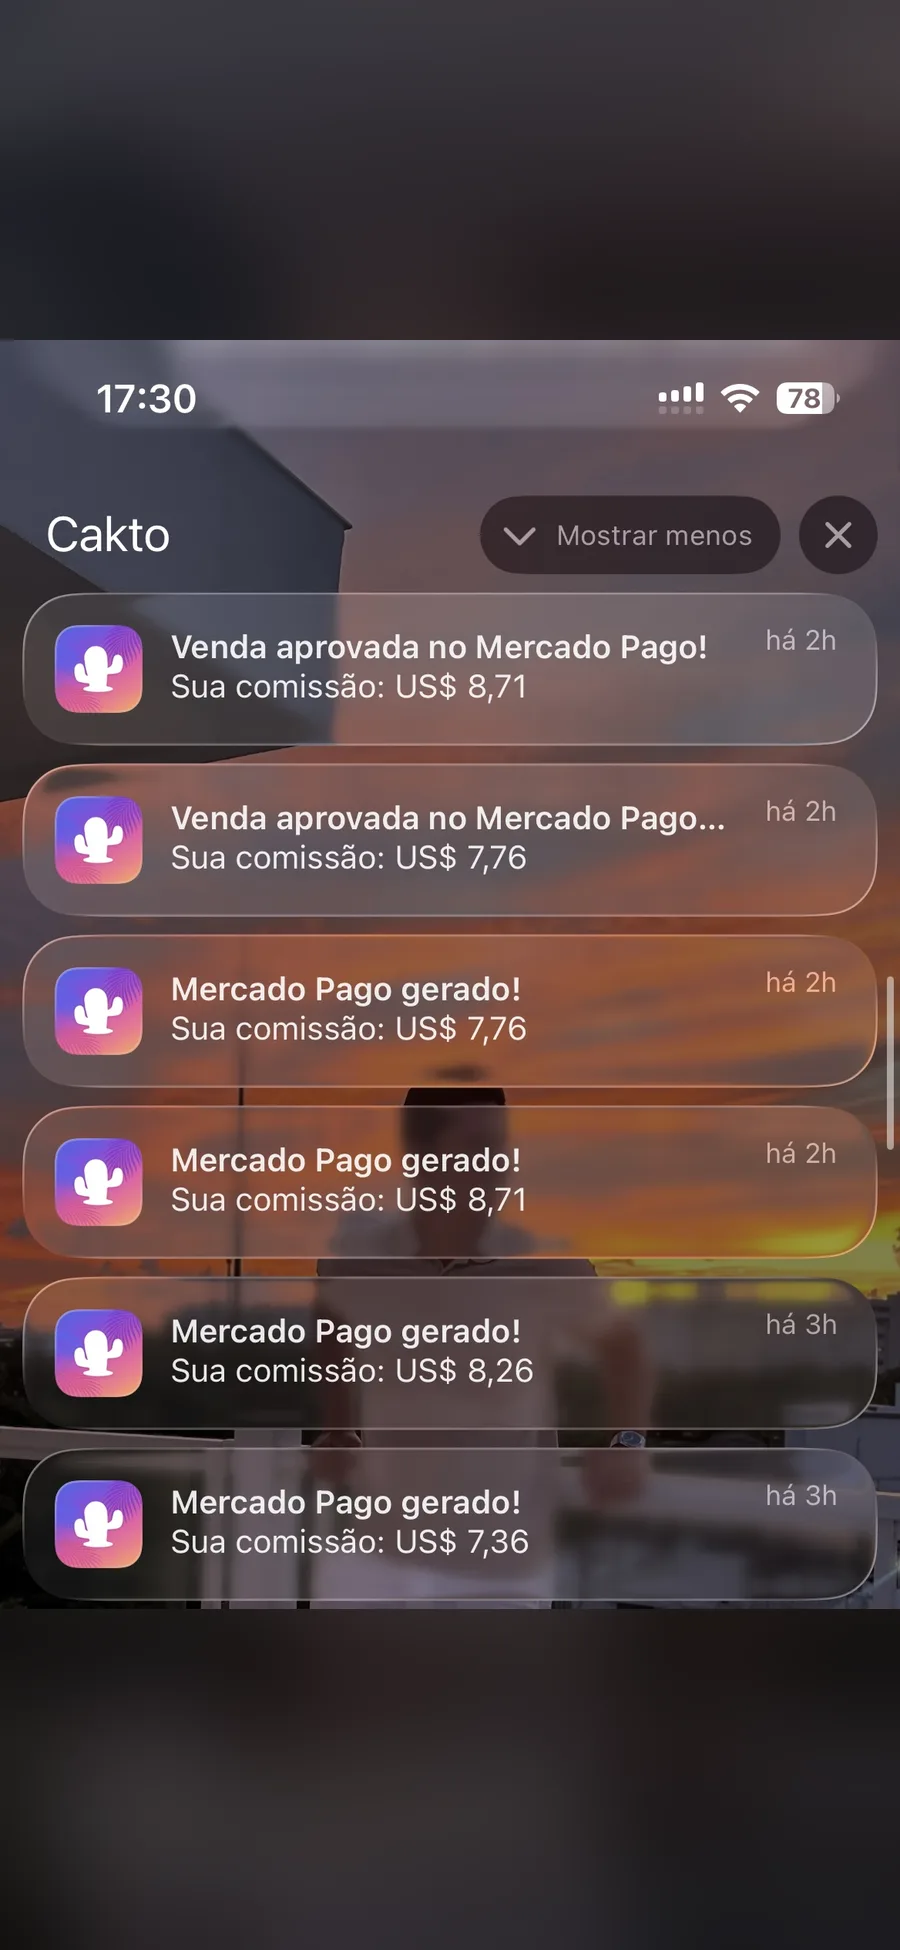 17:30
78
Cakto
Mostrar menos
Venda aprovada no Mercado Pago!
há 2h
Sua comissão: US$ 8,71
Venda aprovada no Mercado Pago...
há 2h
Sua comissão: US$ 7,76
Mercado Pago gerado!
há 2h
Sua comissão: US$ 7,76
Mercado Pago gerado!
há 2h
Sua comissão: US$ 8,71
Mercado Pago gerado!
há 3h
Sua comissão: US$ 8,26
Mercado Pago gerado!
há 3h
Sua comissão: US$ 7,36